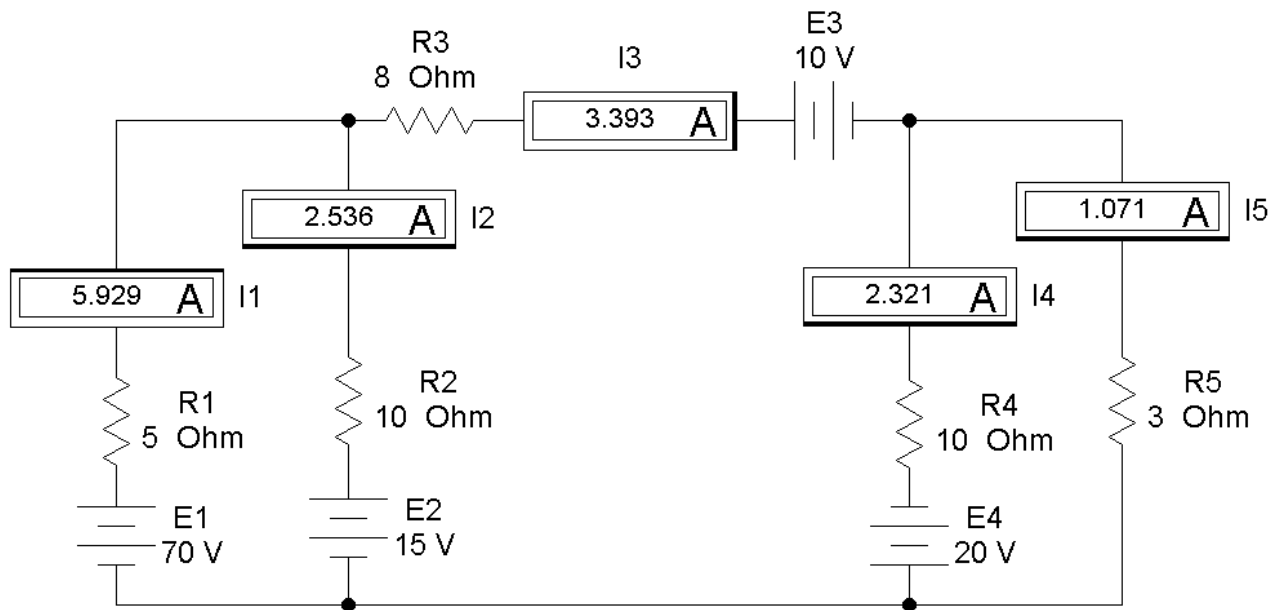 E3
10 V
R3
8 Ohm
I3
3.393 A
2.536 A
I2
1.071 A
I5
5.929 A
I1
2.321 A
I4
R1
5 Ohm
R2
10 Ohm
R4
10 Ohm
R5
3 Ohm
E1
70 V
E2
15 V
E4
20 V